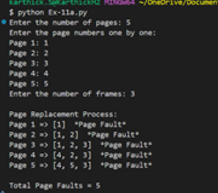 karthick.S@KarthickM2 MINGW64 ~/OneDrive/Documen
$ python Ex-11a.py
Enter the number of pages: 5
Enter the page numbers one by one:
Page 1: 1
Page 2: 2
Page 3: 3
Page 4: 4
Page 5: 5
Enter the number of frames: 3
Page Replacement Process:
Page 1 => [1] *Page Fault*
Page 2 => [1, 2] *Page Fault*
Page 3 => [1, 2, 3] *Page Fault*
Page 4 => [4, 2, 3] *Page Fault*
Page 5 => [4, 5, 3] *Page Fault*
Total Page Faults = 5